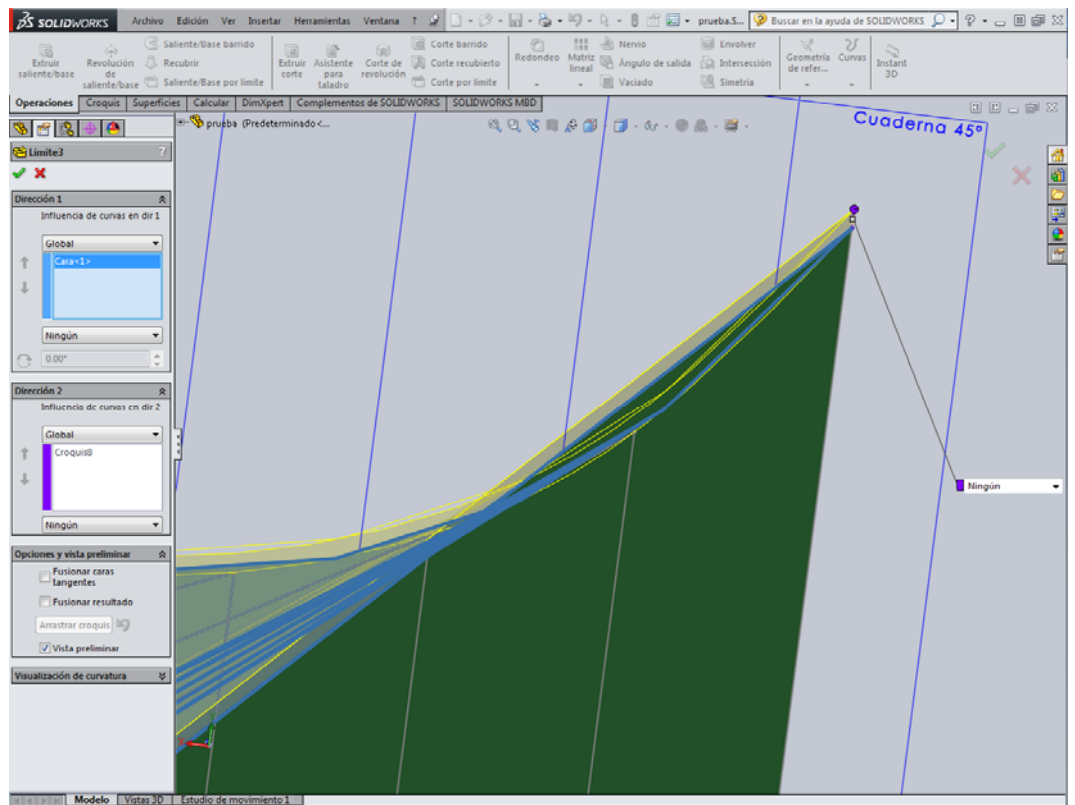 SOLIDWORKS Archivo Edición Ver Insertar Herramientas Ventana ? prueba.S... Buscar en la ayuda de SOLIDWORKS
Extruir saliente/base
Revolución de saliente/base
Saliente/Base barrido
Recubrir
Saliente/Base por límite
Extruir corte
Asistente para taladro
Corte de revolución
Corte barrido
Corte recubierto
Corte por límite
Redondeo
Matriz lineal
Nervio
Ángulo de salida
Vaciado
Envolver
Intersección
Simetría
Geometría de refer...
Curvas
Instant 3D
Operaciones Croquis Superficies Calcular DimXpert Complementos de SOLIDWORKS SOLIDWORKS MBD
prueba (Predeterminado<...
Cuaderna 45º
Límite3 ?
Dirección 1
Influencia de curvas en dir 1
Global
Cara<1>
Ningún
0.00°
Dirección 2
Influencia de curvas en dir 2
Global
Croquis8
Ningún
Ningún
Opciones y vista preliminar
Fusionar caras
tangentes
Fusionar resultado
Arrastrar croquis
Vista preliminar
Visualización de curvatura
Modelo Vistas 3D Estudio de movimiento 1